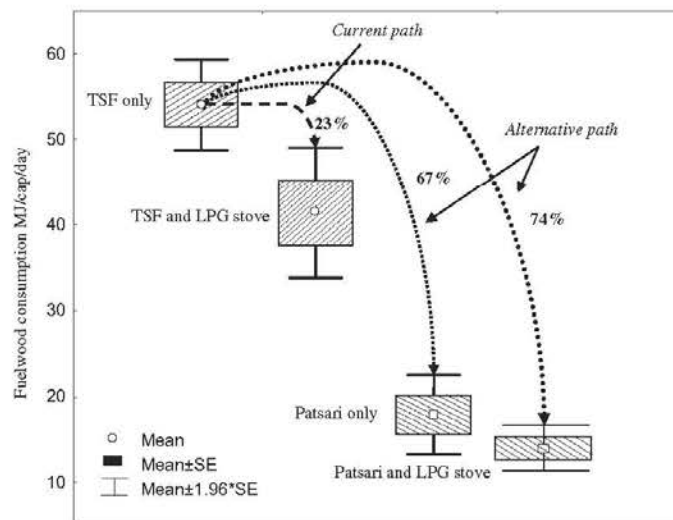 Current path
60
TSF only
50
23%
Alternative path
67%
TSF and LPG stove
74%
40
30
20
Patsari only
10
Patsari and LPG stove
Mean
Mean±SE
Mean±1.96*SE
Fuelwood consumption MJ/cap/day